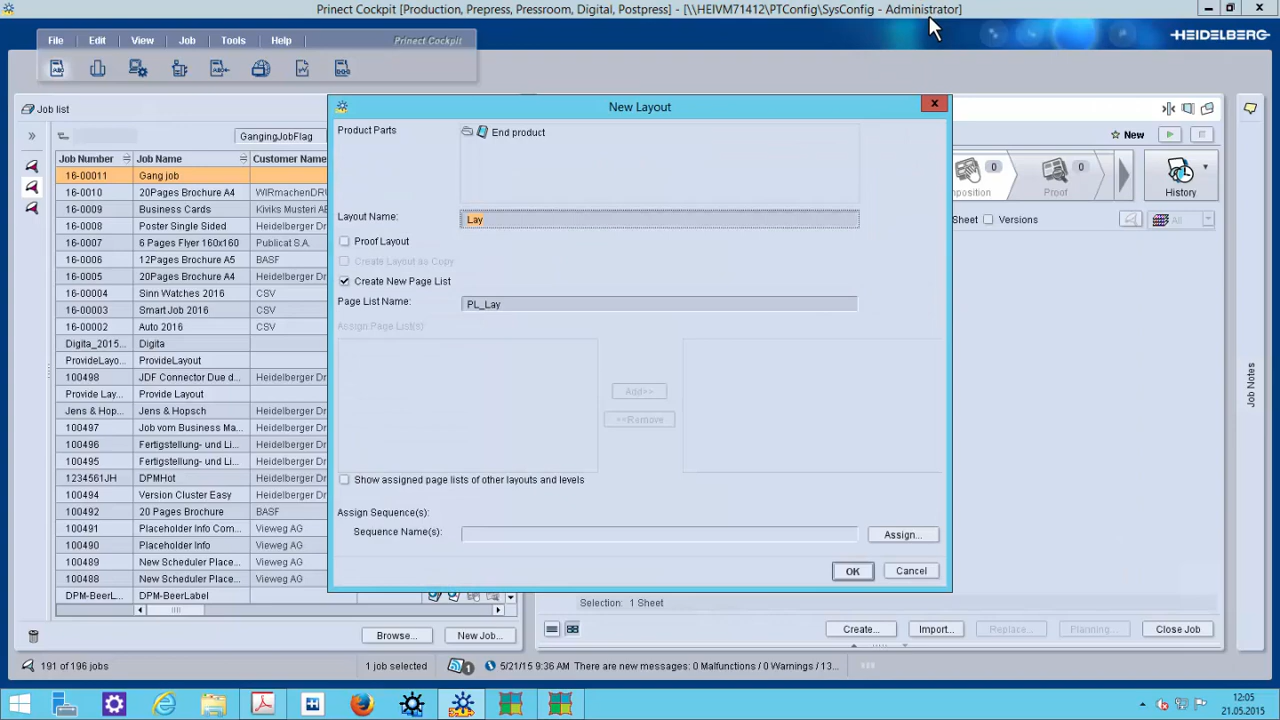 Prinect Cockpit [Production, Prepress, Pressroom, Digital, Postpress] - [\\HEIVM71412\PTConfig\SysConfig - Administrator]
File Edit View Job Tools Help Prinect Cockpit
HEIDELBERG
Job list
New Layout
GangingJobFlag
New
Job Number Job Name Customer Name
16-00011 Gang job
16-0010 20Pages Brochure A4 WIRmachenDRU
16-0009 Business Cards Kiviks Musteri AB
16-0008 Poster Single Sided Heidelberger Dr
16-0007 6 Pages Flyer 160x160 Publicat S.A.
16-0006 12Pages Brochure A5 BASF
16-0005 20Pages Brochure A4 Heidelberger Dr
16-00004 Sinn Watches 2016 CSV
16-00003 Smart Job 2016 CSV
16-00002 Auto 2016 CSV
Digita_2015... Digita
ProvideLayo... ProvideLayout
100498 JDF Connector Due d Heidelberger Dr
Provide Lay... Provide Layout
Jens & Hopsch Jens & Hopsch
100497 Job vom Business Ma
100496 Fertigstellung- und Li Heidelberger Dr
100495 Fertigstellung- und Li Heidelberger Dr
1234561JH DPMHot
100494 Version Cluster Easy Heidelberger Dr
100492 20 Pages Brochure BASF
100491 Placeholder Info Com Vieweg AG
100490 Placeholder Info Vieweg AG
100489 New Scheduler Place Vieweg AG
100488 New Scheduler Place Vieweg AG
DPM-BeerL... DPM-BeerLabel
Product Parts
End product
Layout Name: Lay
Proof Layout
Create Layout as Copy
Create New Page List
Page List Name: PL_Lay
Assign Page List(s):
Add>>
<<Remove
Show assigned page lists of other layouts and levels
Assign Sequence(s):
Sequence Name(s): Assign...
OK Cancel
position 0 Proof 0 History
Sheet Versions All
Job Notes
Selection: 1 Sheet
Browse... New Job... Create... Import... Replace... Planning... Close Job
191 of 196 jobs 1 job selected 1 5/21/15 9:36 AM There are new messages: 0 Malfunctions / 0 Warnings / 13...
12:05
21.05.2015